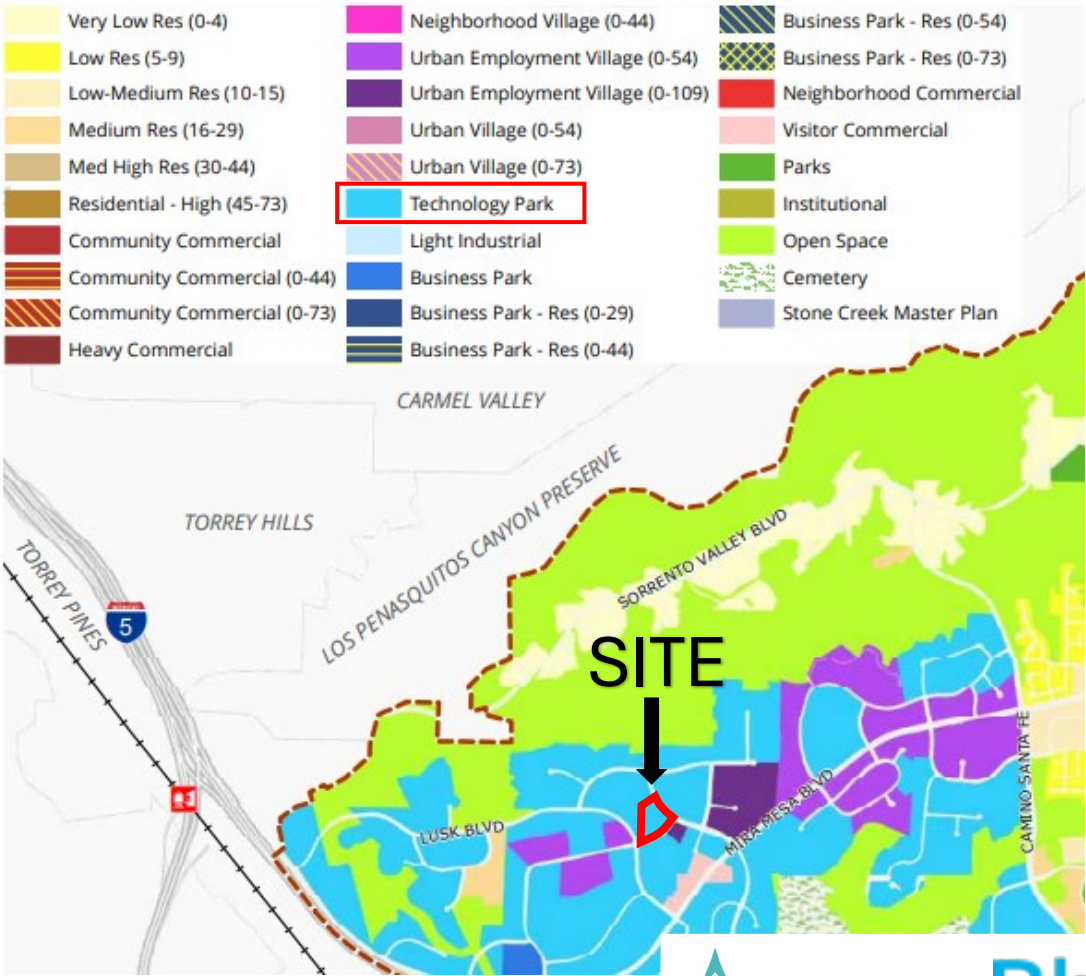 Very Low Res (0-4)
Low Res (5-9)
Low-Medium Res (10-15)
Medium Res (16-29)
Med High Res (30-44)
Residential - High (45-73)
Community Commercial
Community Commercial (0-44)
Community Commercial (0-73)
Heavy Commercial
Neighborhood Village (0-44)
Urban Employment Village (0-54)
Urban Employment Village (0-109)
Urban Village (0-54)
Urban Village (0-73)
Technology Park
Light Industrial
Business Park
Business Park - Res (0-29)
Business Park - Res (0-44)
Business Park - Res (0-54)
Business Park - Res (0-73)
Neighborhood Commercial
Visitor Commercial
Parks
Institutional
Open Space
Cemetery
Stone Creek Master Plan
CARMEL VALLEY
TORREY HILLS
LOS PENASQUITOS CANYON PRESERVE
TORREY PINES
5
SORRENTO VALLEY BLVD
SITE
LUSK BLVD
MIRA MESA BLVD
CAMINO SANTA FE